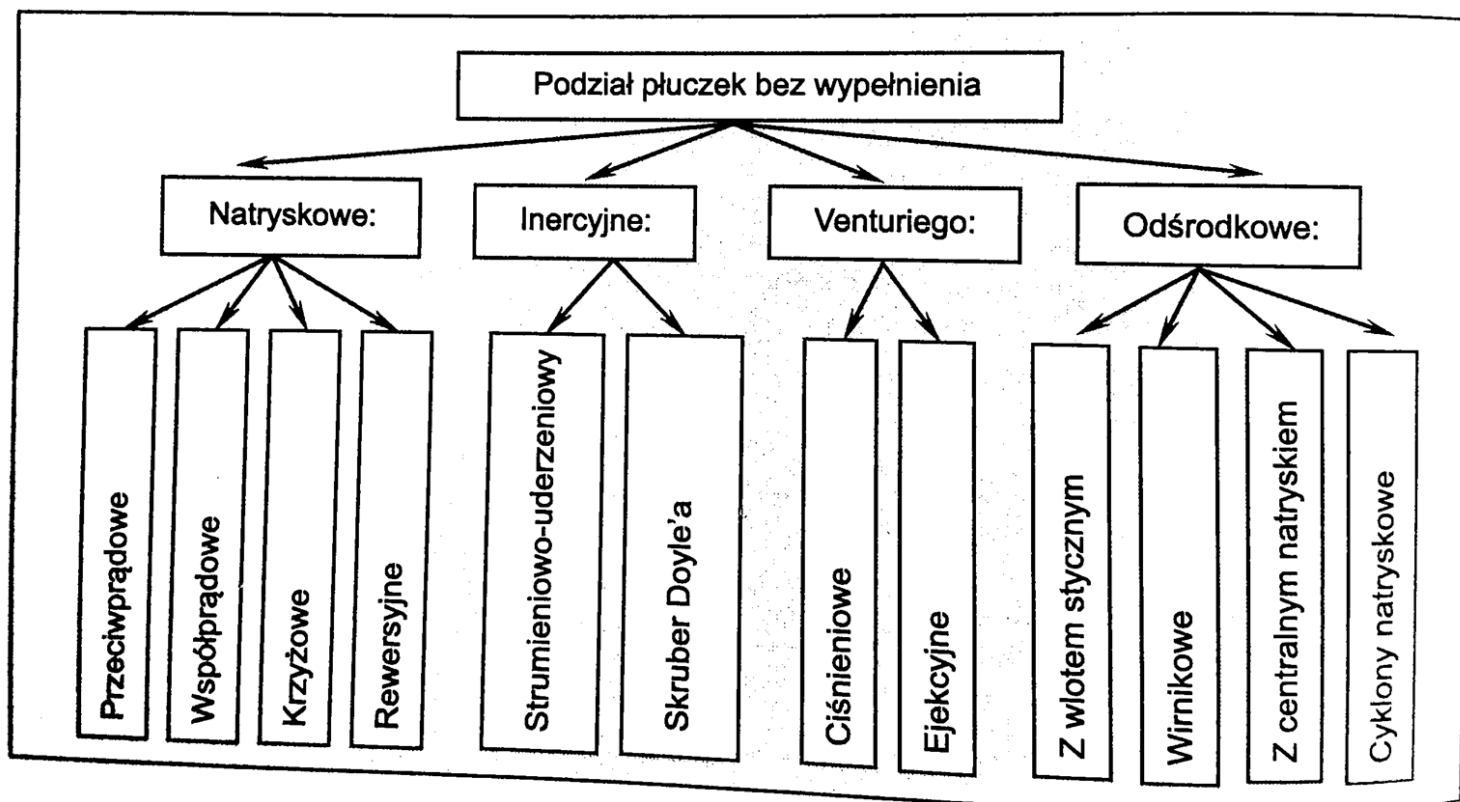 Podział płuczek bez wypełnienia
Natryskowe:
Inercyjne:
Venturiego:
Odśrodkowe:
Przeciwprądowe
Współprądowe
Krzyżowe
Rewersyjne
Strumieniowo-uderzeniowy
Skruber Doyle'a
Ciśnieniowe
Ejekcyjne
Z wlotem stycznym
Wirnikowe
Z centralnym natryskiem
Cyklony natryskowe